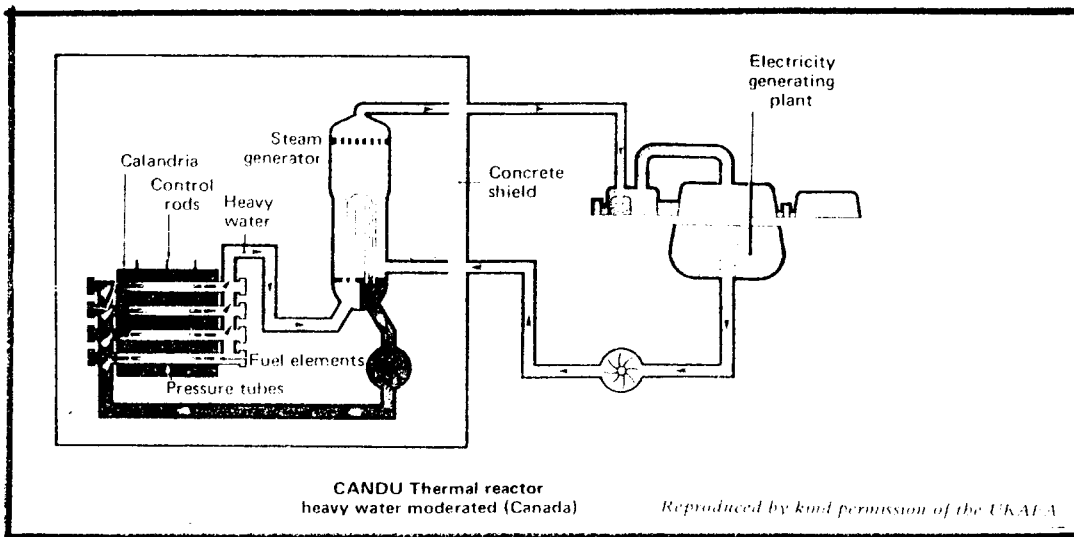 Electricity
generating
plant
Steam
generator
Calandria
Control
rods
Heavy
water
Concrete
shield
Fuel elements
Pressure tubes
CANDU Thermal reactor
heavy water moderated (Canada)
Reproduced by kind permission of the UKAEA